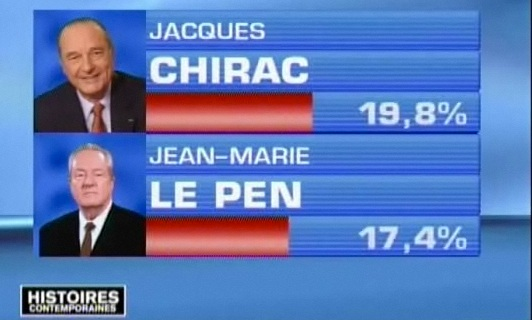 JACQUES
CHIRAC
19,8%
JEAN-MARIE
LE PEN
17,4%
HISTOIRES
CONTEMPORAINES